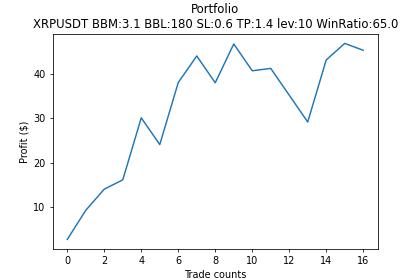 Portfolio
XRPUSDT BBM:3.1 BBL:180 SL:0.6 TP:1.4 lev:10 WinRatio:65.0
40
30
20
10
Profit ($)
0 2 4 6 8 10 12 14 16
Trade counts